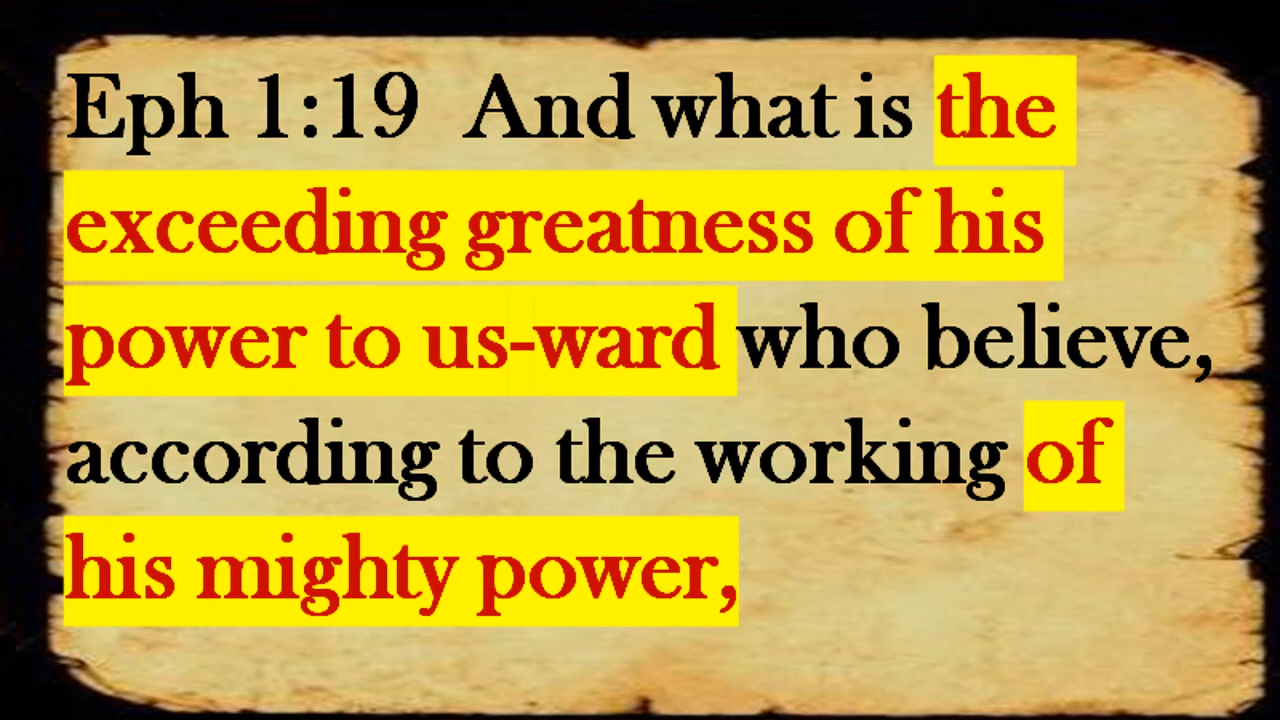 Eph 1:19 And what is the
exceeding greatness of his
power to us-ward who believe,
according to the working of
his mighty power,